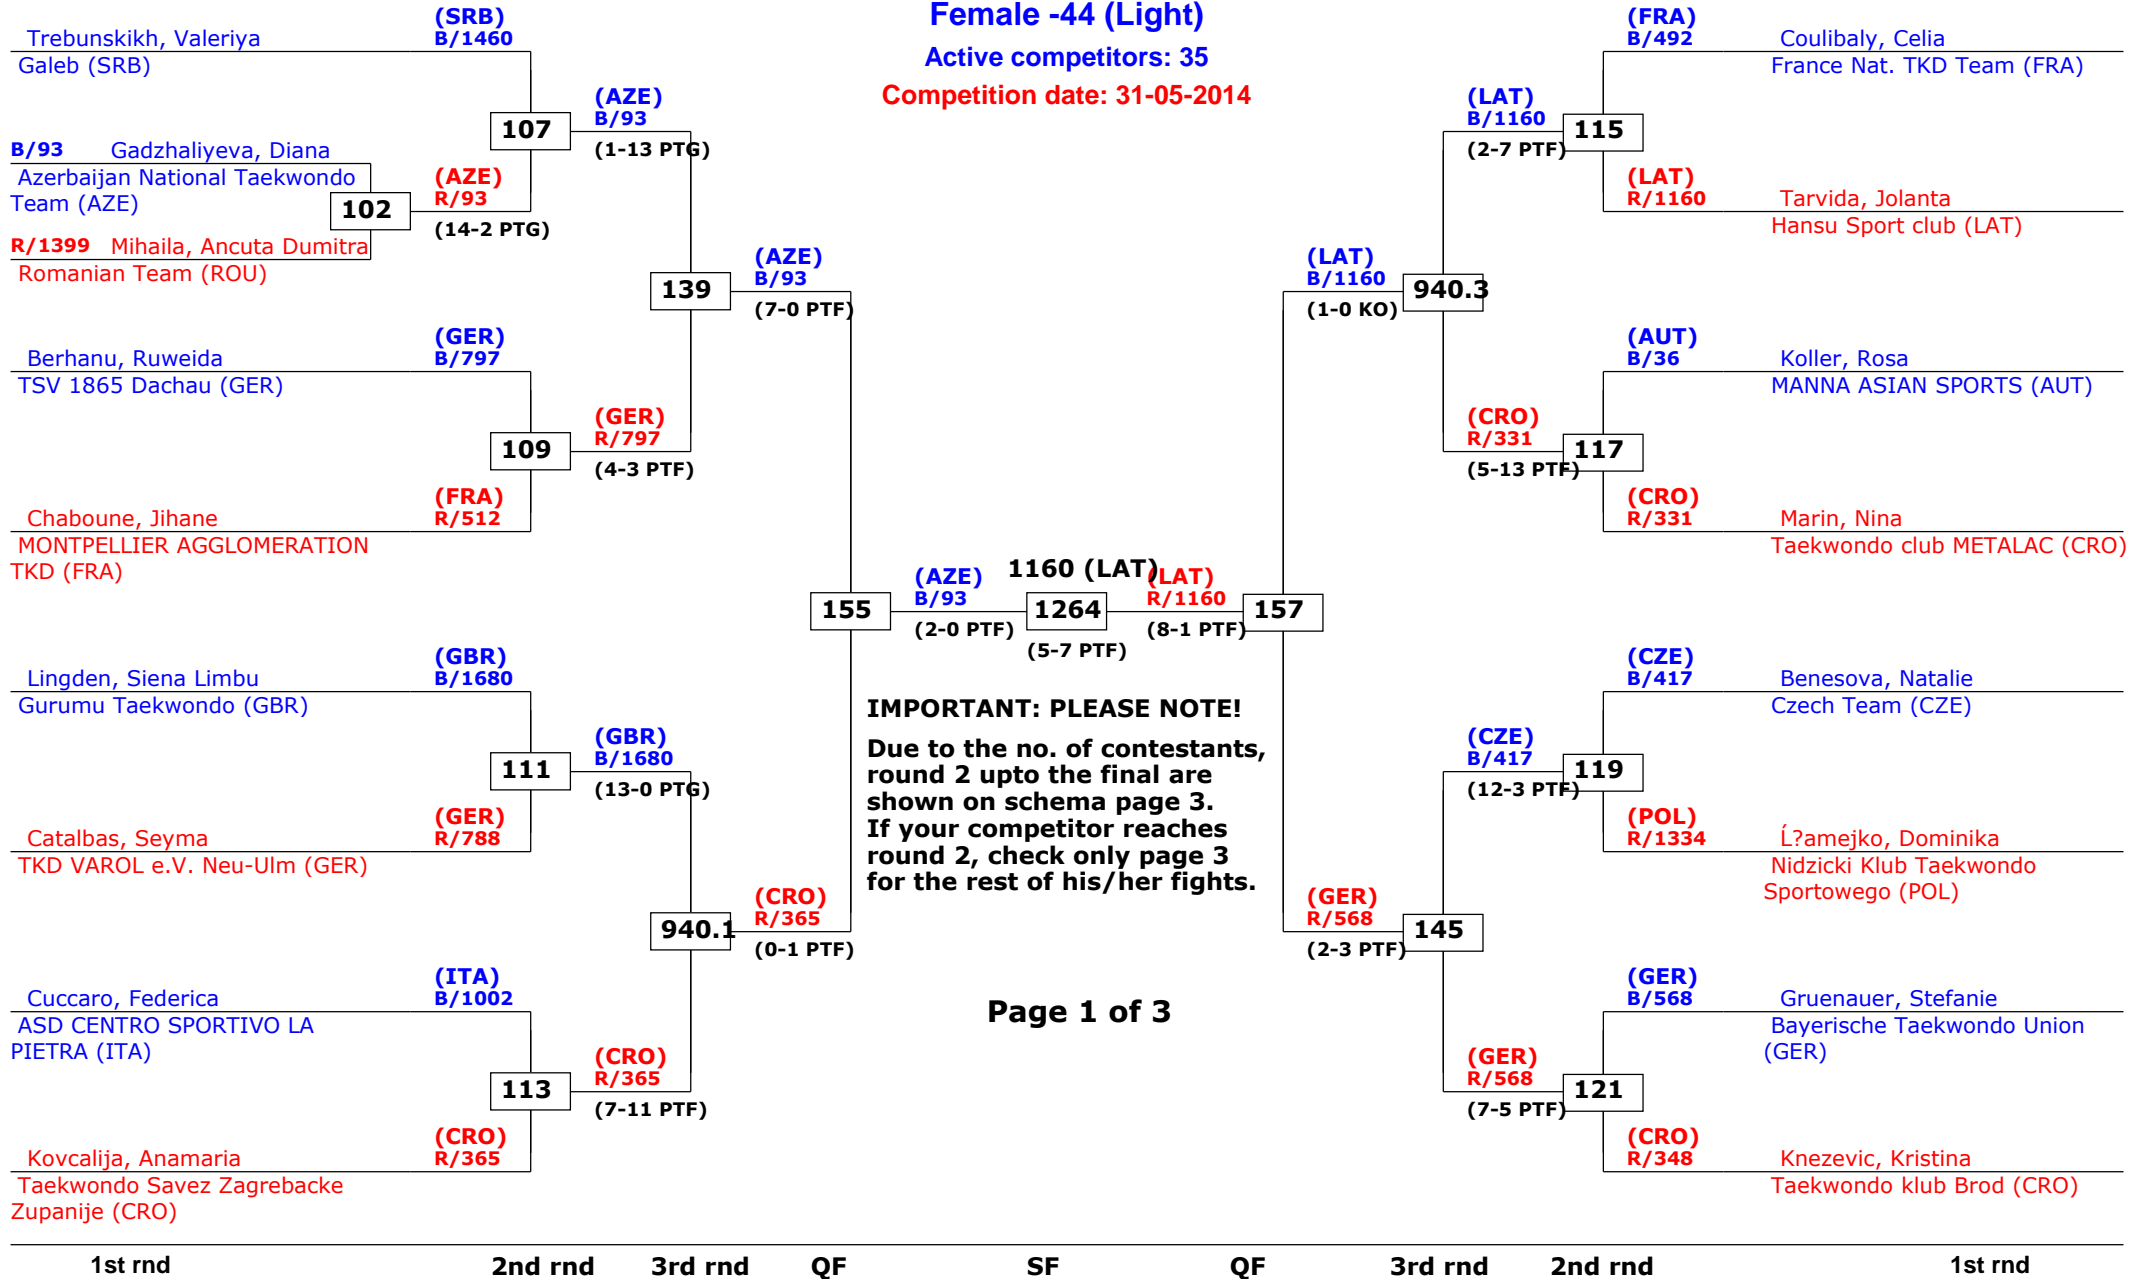 Female -44 (Light)
Active competitors: 35
Competition date: 31-05-2014
Trebunskikh, Valeriya
Galeb (SRB)
(SRB)
B/1460
B/93 Gadzhaliyeva, Diana
Azerbaijan National Taekwondo
Team (AZE)
102
R/1399 Mihaila, Ancuta Dumitra
Romanian Team (ROU)
(AZE)
R/93
(14-2 PTG)
107
(AZE)
B/93
(1-13 PTG)
Berhanu, Ruweida
TSV 1865 Dachau (GER)
(GER)
B/797
109
Chaboune, Jihane
MONTPELLIER AGGLOMERATION
TKD (FRA)
(FRA)
R/512
(GER)
R/797
(4-3 PTF)
139
(AZE)
B/93
(7-0 PTF)
Lingden, Siena Limbu
Gurumu Taekwondo (GBR)
(GBR)
B/1680
111
Catalbas, Seyma
TKD VAROL e.V. Neu-Ulm (GER)
(GER)
R/788
(GBR)
B/1680
(13-0 PTG)
Cuccaro, Federica
ASD CENTRO SPORTIVO LA
PIETRA (ITA)
(ITA)
B/1002
113
Kovcalija, Anamaria
Taekwondo Savez Zagrebacke
Zupanije (CRO)
(CRO)
R/365
(CRO)
R/365
(7-11 PTF)
940.1
(CRO)
R/365
(0-1 PTF)
155
(AZE)
B/93
(2-0 PTF)
1160 (LAT)
1264
(5-7 PTF)
(LAT)
R/1160
(8-1 PTF)
157
IMPORTANT: PLEASE NOTE!
Due to the no. of contestants,
round 2 upto the final are
shown on schema page 3.
If your competitor reaches
round 2, check only page 3
for the rest of his/her fights.
Page 1 of 3
(LAT)
B/1160
(1-0 KO)
940.3
(LAT)
B/1160
(2-7 PTF)
115
(FRA)
B/492
Coulibaly, Celia
France Nat. TKD Team (FRA)
(LAT)
R/1160
Tarvida, Jolanta
Hansu Sport club (LAT)
(CRO)
R/331
(5-13 PTF)
117
(AUT)
B/36
Koller, Rosa
MANNA ASIAN SPORTS (AUT)
(CRO)
R/331
Marin, Nina
Taekwondo club METALAC (CRO)
(GER)
R/568
(2-3 PTF)
145
(CZE)
B/417
(12-3 PTF)
119
(CZE)
B/417
Benesova, Natalie
Czech Team (CZE)
(POL)
R/1334
Ĺ?amejko, Dominika
Nidzicki Klub Taekwondo
Sportowego (POL)
(GER)
R/568
(7-5 PTF)
121
(GER)
B/568
Gruenauer, Stefanie
Bayerische Taekwondo Union
(GER)
(CRO)
R/348
Knezevic, Kristina
Taekwondo klub Brod (CRO)
1st rnd 2nd rnd 3rd rnd QF SF QF 3rd rnd 2nd rnd 1st rnd